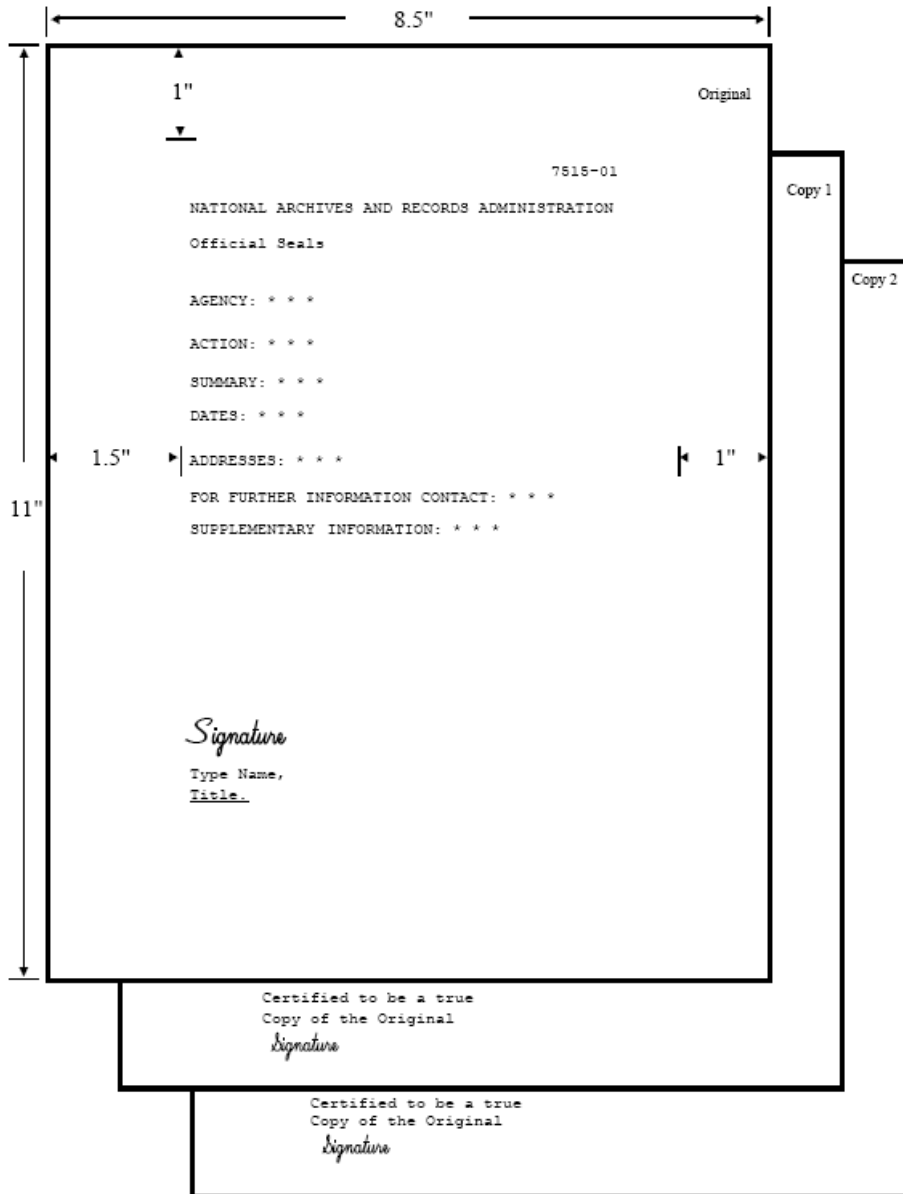 8.5"
1"
Original
7515-01
Copy 1
NATIONAL ARCHIVES AND RECORDS ADMINISTRATION
Official Seals
Copy 2
AGENCY: * * *
ACTION: * * *
SUMMARY: * * *
DATES: * * *
1.5"
ADDRESSES: * * *
1"
FOR FURTHER INFORMATION CONTACT: * * *
11"
SUPPLEMENTARY INFORMATION: * * *
Signature
Type Name,
Title.
Certified to be a true
Copy of the Original
Signature
Certified to be a true
Copy of the Original
Signature